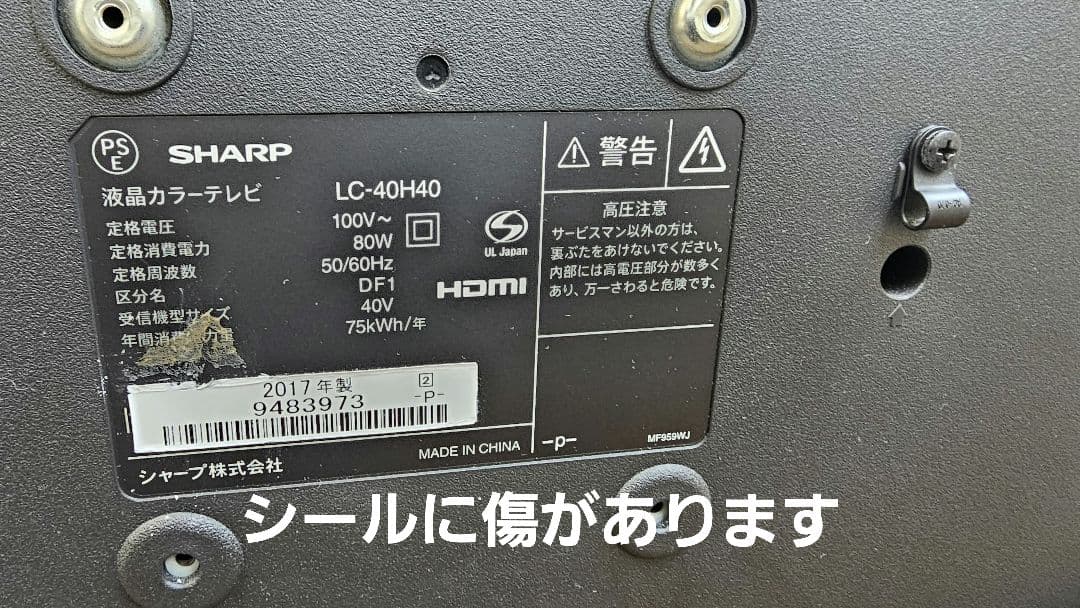 PS
E
SHARP
液晶カラーテレビ LC-40H40
定格電圧 100V～
定格消費電力 80W
定格周波数 50/60Hz
区分名 DF1
受信機型サイズ 40V
年間消費 75kWh/年
UL Japan
HDMI
2017年製 2
9483973 -P-
MADE IN CHINA
シャープ株式会社
警告
高圧注意
サービスマン以外の方は、
裏ぶたをあけないでください。
内部には高電圧部分が数多く
あり、万一さわると危険です。
-p-
MF959WJ
シールに傷があります